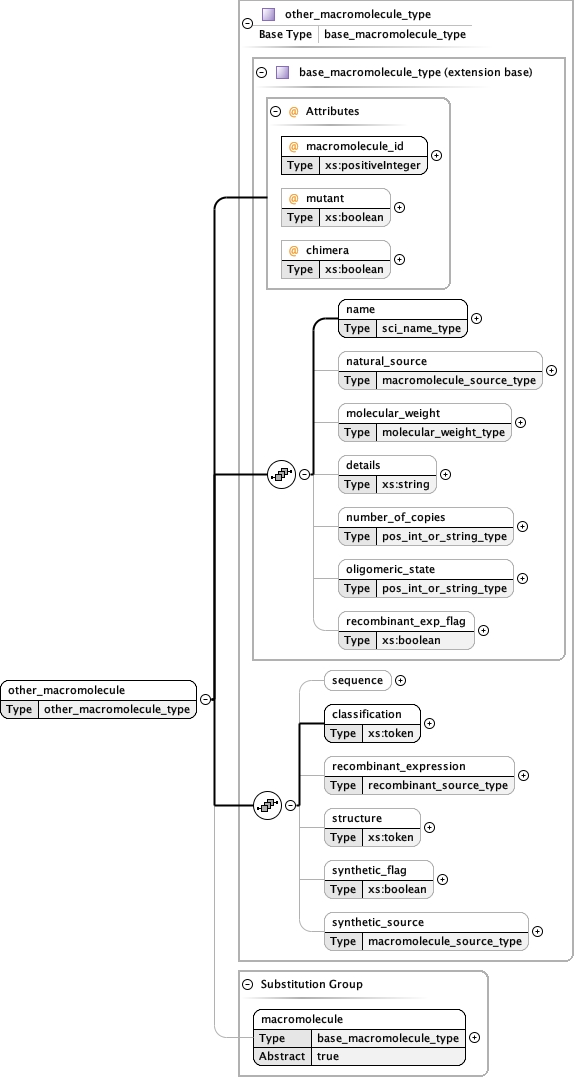 other_macromolecule_type
Base Type base_macromolecule_type
base_macromolecule_type (extension base)
@ Attributes
@ macromolecule_id
Type xs:positiveInteger
@ mutant
Type xs:boolean
@ chimera
Type xs:boolean
name
Type sci_name_type
natural_source
Type macromolecule_source_type
molecular_weight
Type molecular_weight_type
details
Type xs:string
number_of_copies
Type pos_int_or_string_type
oligomeric_state
Type pos_int_or_string_type
recombinant_exp_flag
Type xs:boolean
other_macromolecule
Type other_macromolecule_type
sequence
classification
Type xs:token
recombinant_expression
Type recombinant_source_type
structure
Type xs:token
synthetic_flag
Type xs:boolean
synthetic_source
Type macromolecule_source_type
Substitution Group
macromolecule
Type base_macromolecule_type
Abstract true